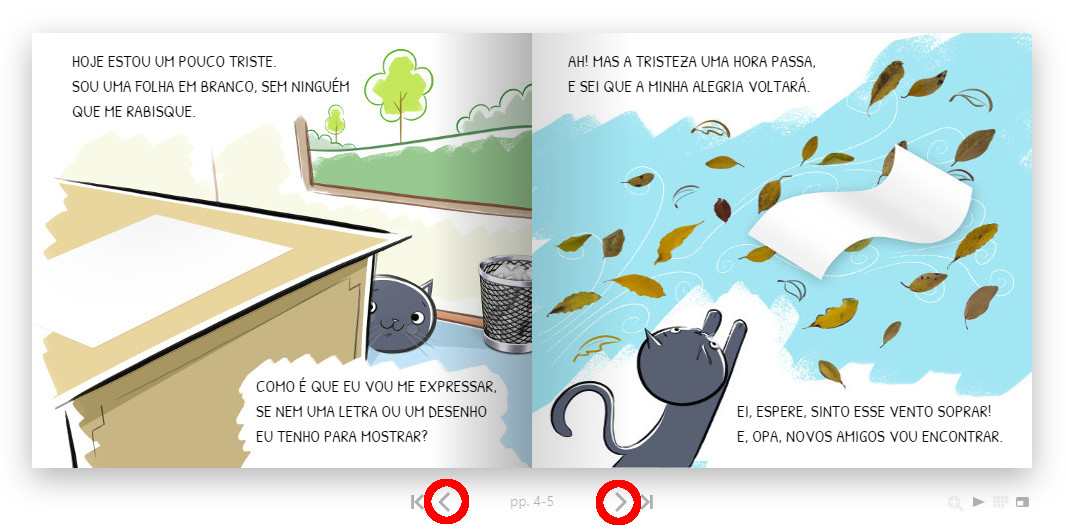 HOJE ESTOU UM POUCO TRISTE.
SOU UMA FOLHA EM BRANCO, SEM NINGUÉM
QUE ME RABISQUE.
COMO É QUE EU VOU ME EXPRESSAR,
SE NEM UMA LETRA OU UM DESENHO
EU TENHO PARA MOSTRAR?
AH! MAS A TRISTEZA UMA HORA PASSA,
E SEI QUE A MINHA ALEGRIA VOLTARÁ.
EI, ESPERE, SINTO ESSE VENTO SOPRAR!
E, OPA, NOVOS AMIGOS VOU ENCONTRAR.
pp. 4-5